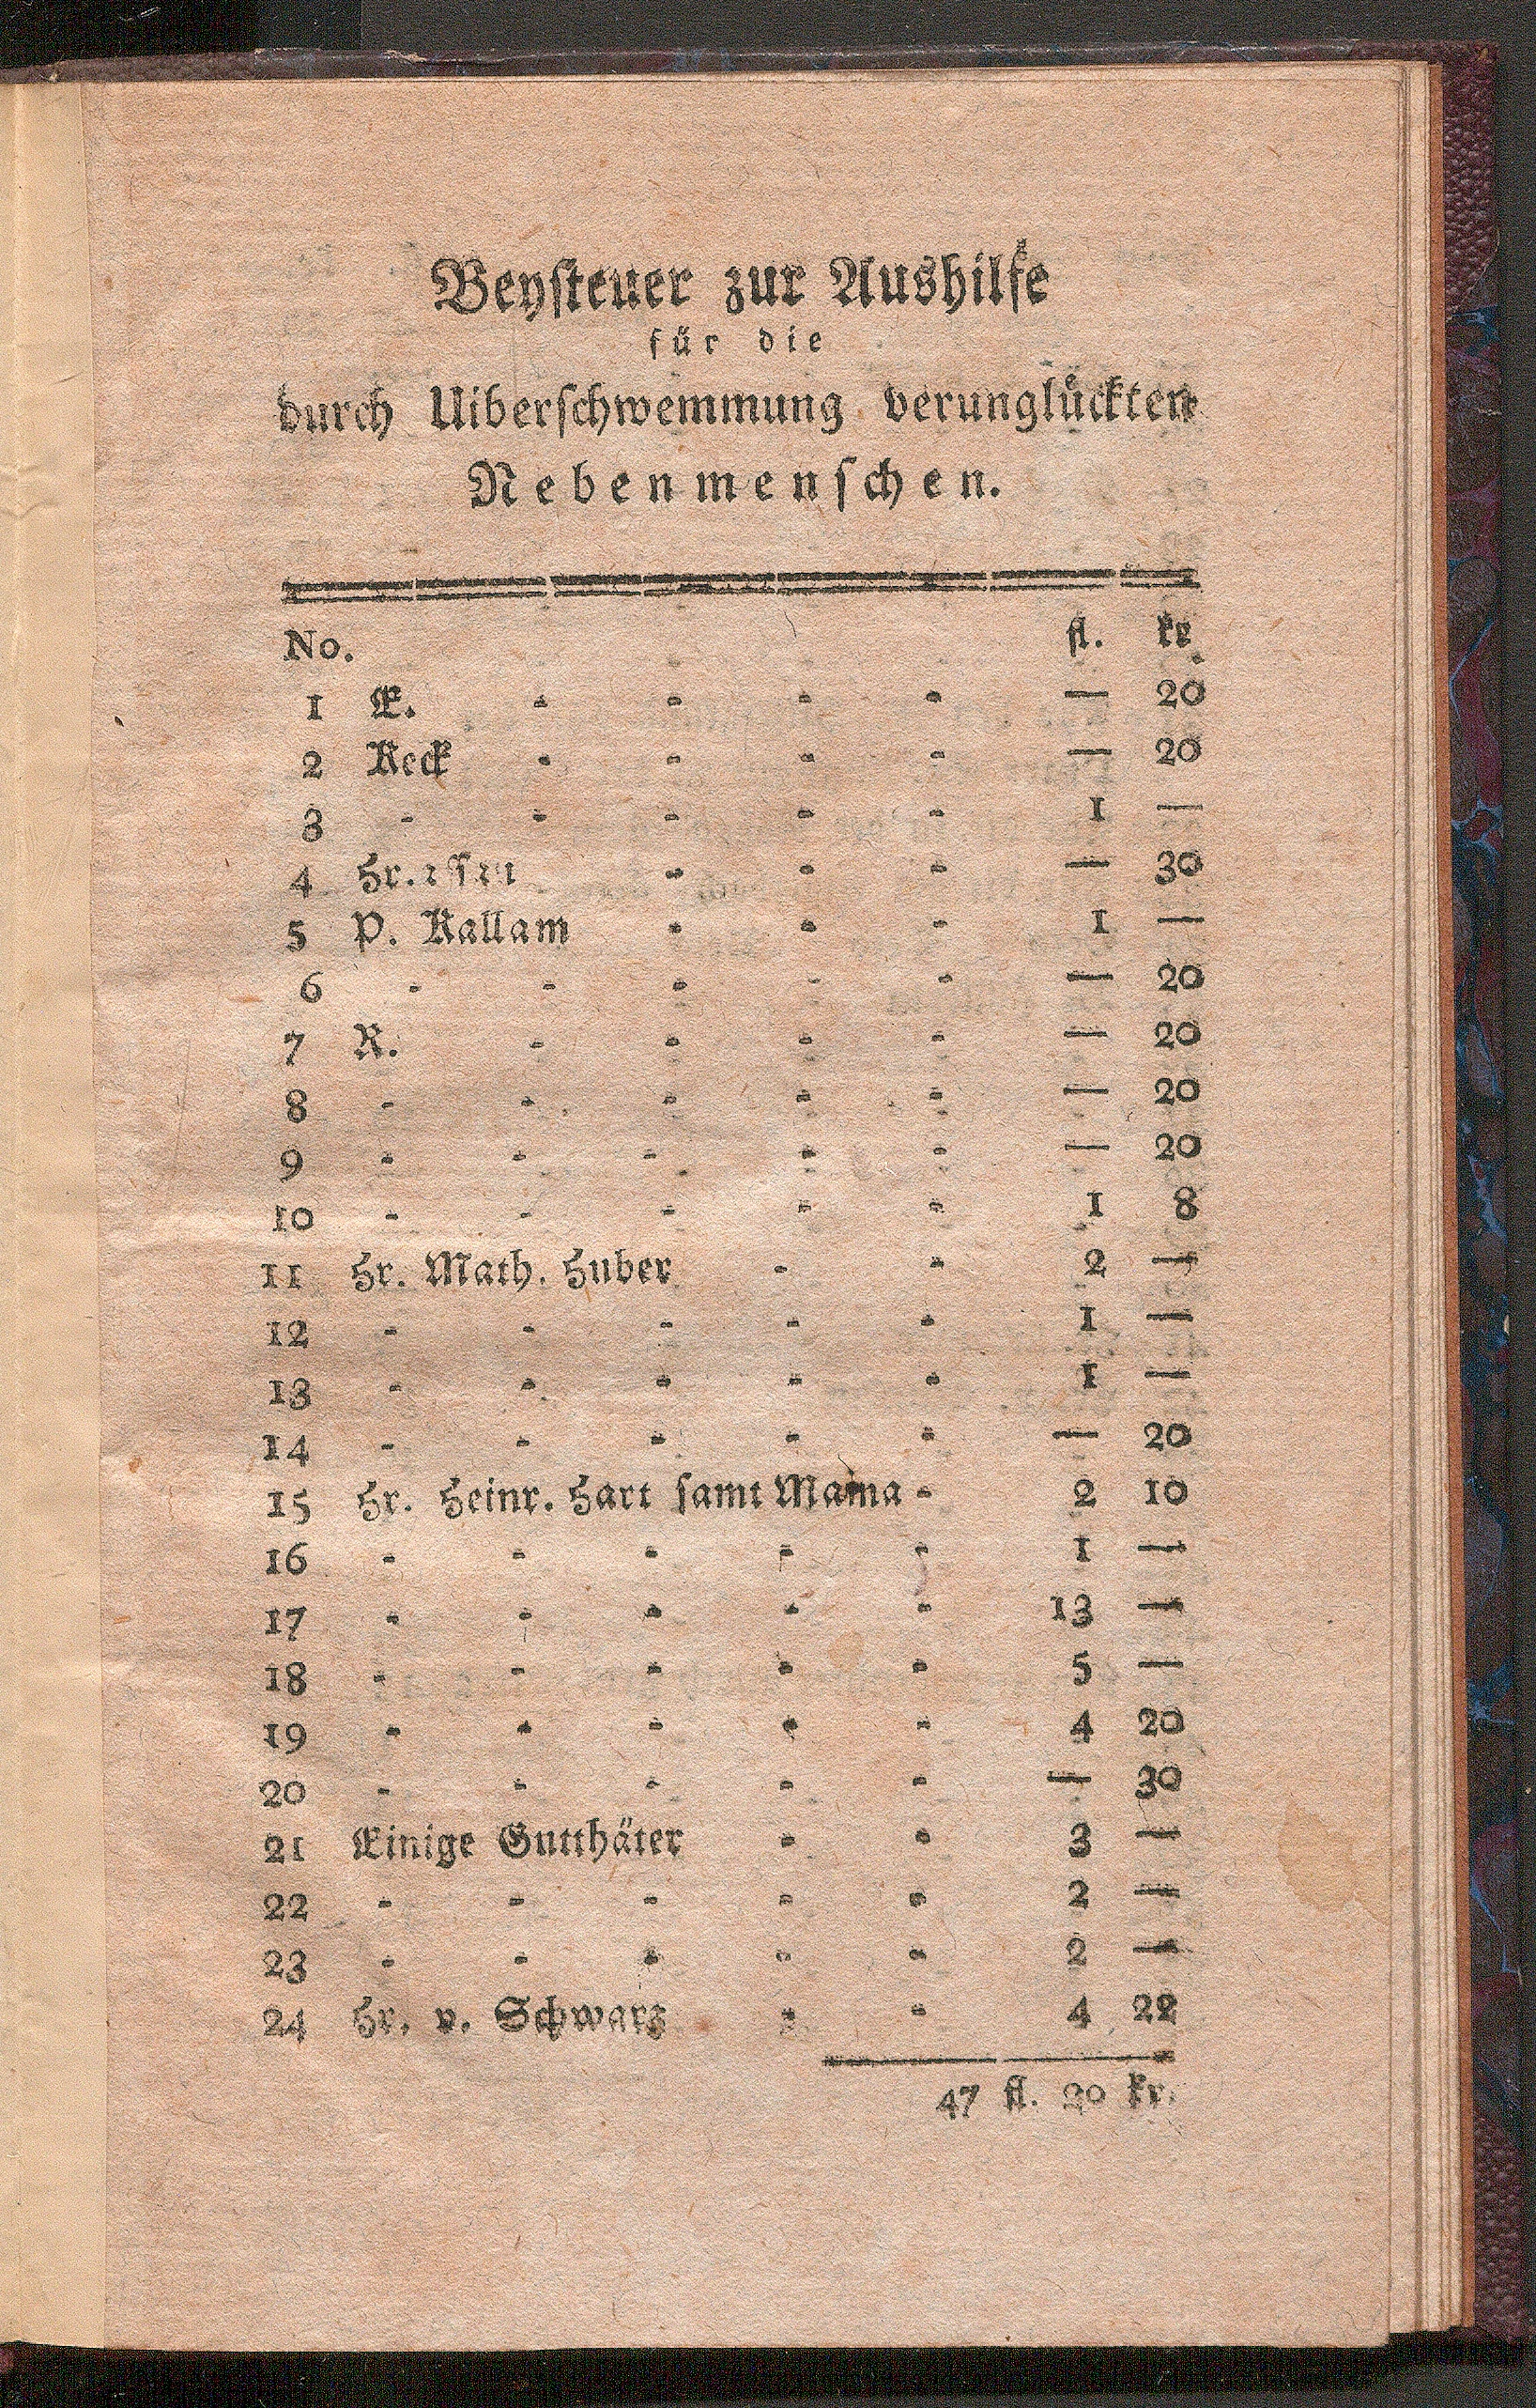 Beysteuer zur Aushilfe
für die
durch Uiberschwemmung verunglückten
Nebenmenschen.
No. fl. kr.
1 E. - - - - — 20
2 Keck - - - - — 20
3 - - - - - 1 —
4 Hr. - - - — 30
5 P. Kallam - - - 1 —
6 - - - - - — 20
7 R. - - - - — 20
8 - - - - - — 20
9 - - - - - — 20
10 - - - - - 1 8
11 Hr. Math. Huber - - 2 —
12 - - - - - 1 —
13 - - - - - 1 —
14 - - - - - — 20
15 Hr. Heinr. Hart samt Mama - 2 10
16 - - - - - 1 —
17 - - - - - 13 —
18 - - - - - 5 —
19 - - - - - 4 20
20 - - - - - — 30
21 Einige Gutthäter - - 3 —
22 - - - - - 2 —
23 - - - - - 2 —
24 Hr. v. Schwarz - - 4 22
47 fl. 20 kr.